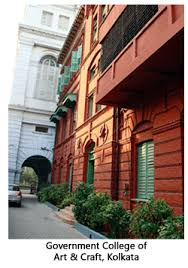 Government College of
Art & Craft, Kolkata